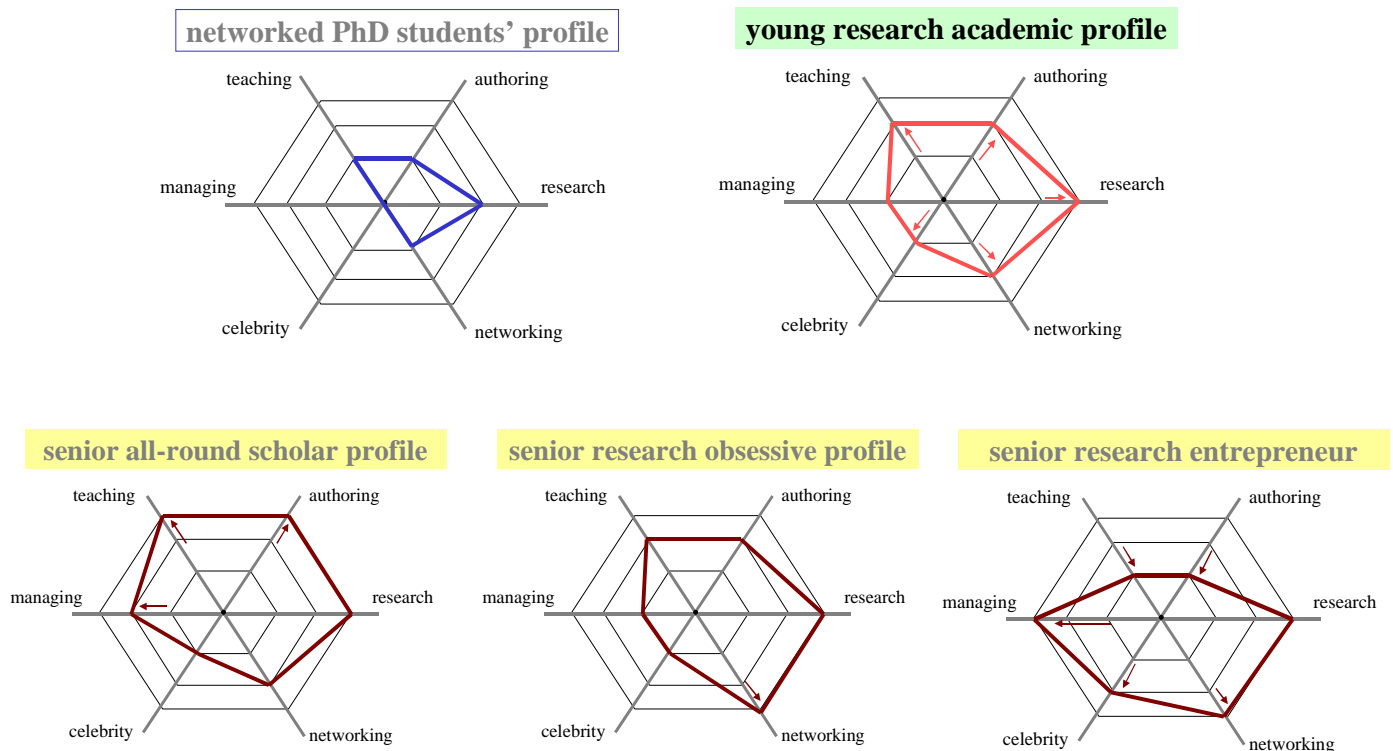 networked PhD students’ profile
teaching
authoring
managing
research
celebrity
networking
young research academic profile
teaching
authoring
managing
research
celebrity
networking
senior all-round scholar profile
teaching
authoring
managing
research
celebrity
networking
senior research obsessive profile
teaching
authoring
managing
research
celebrity
networking
senior research entrepreneur
teaching
authoring
managing
research
celebrity
networking